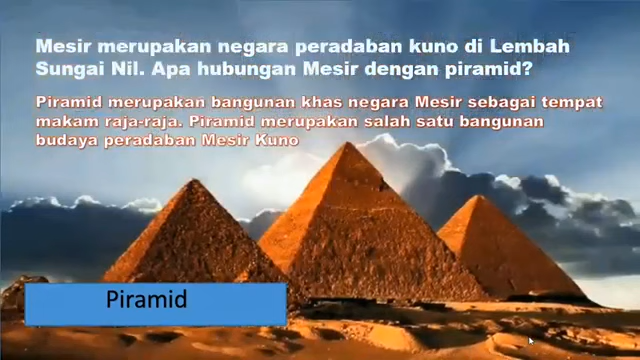 Mesir merupakan negara peradaban kuno di Lembah
Sungai Nil. Apa hubungan Mesir dengan piramid?
Piramid merupakan bangunan khas negara Mesir sebagai tempat
makam raja-raja. Piramid merupakan salah satu bangunan
budaya peradaban Mesir Kuno
Piramid